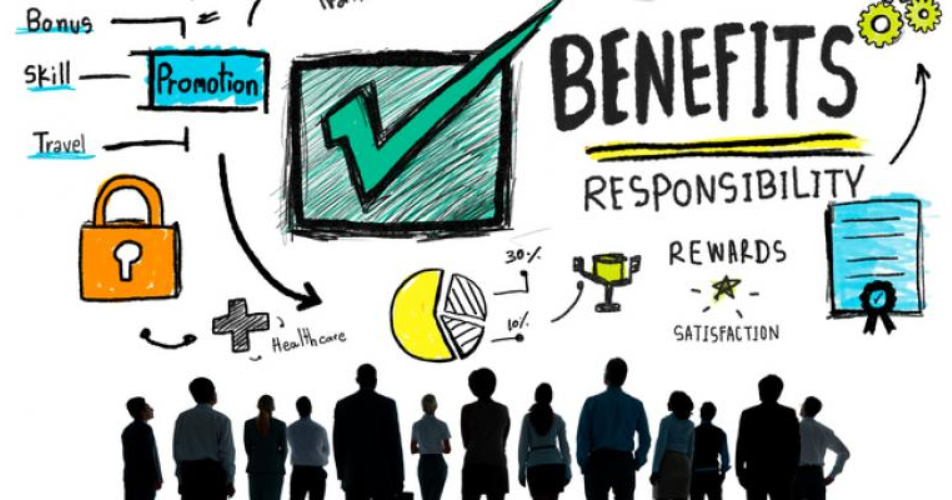 Bonus
Skill
Promotion
Travel
BENEFITS
RESPONSIBILITY
REWARDS
SATISFACTION
30%
10%
Healthcare